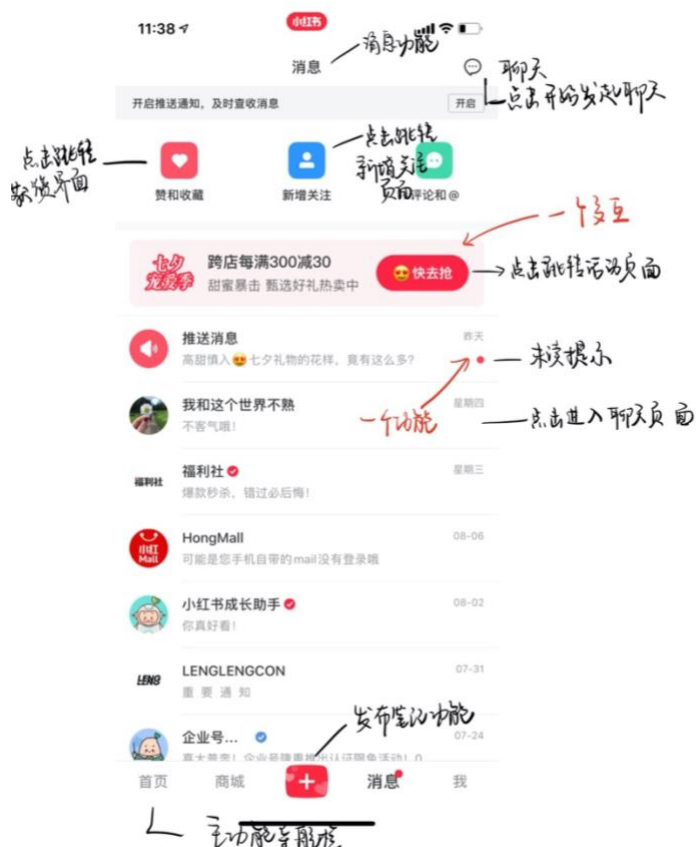 11:38
小红书
消息
消息功能
聊天
点击开始发起聊天
开启推送通知，及时查收消息
开启
点击跳转
点击跳转
新增关注
页面
赞和收藏
新增关注
评论和@
一个交互
跨店每满300减30
七夕
宠爱季
甜蜜暴击 甄选好礼热卖中
快去抢
点击跳转活动页面
推送消息
昨天
高甜慎入😍七夕礼物的花样，竟有这么多？
未读提示
我和这个世界不熟
星期四
不客气哦！
一个功能
点击进入聊天页面
福利社
福利社
星期三
爆款秒杀，错过必后悔！
小红
Mall
HongMall
08-06
可能是您手机自带的mail没有登录哦
小红书成长助手
08-02
你真好看！
LENG
LENGLENGCON
07-31
重 要 通 知
发布笔记功能
企业号...
07-24
首页
商城
消息
我
主功能导航栏